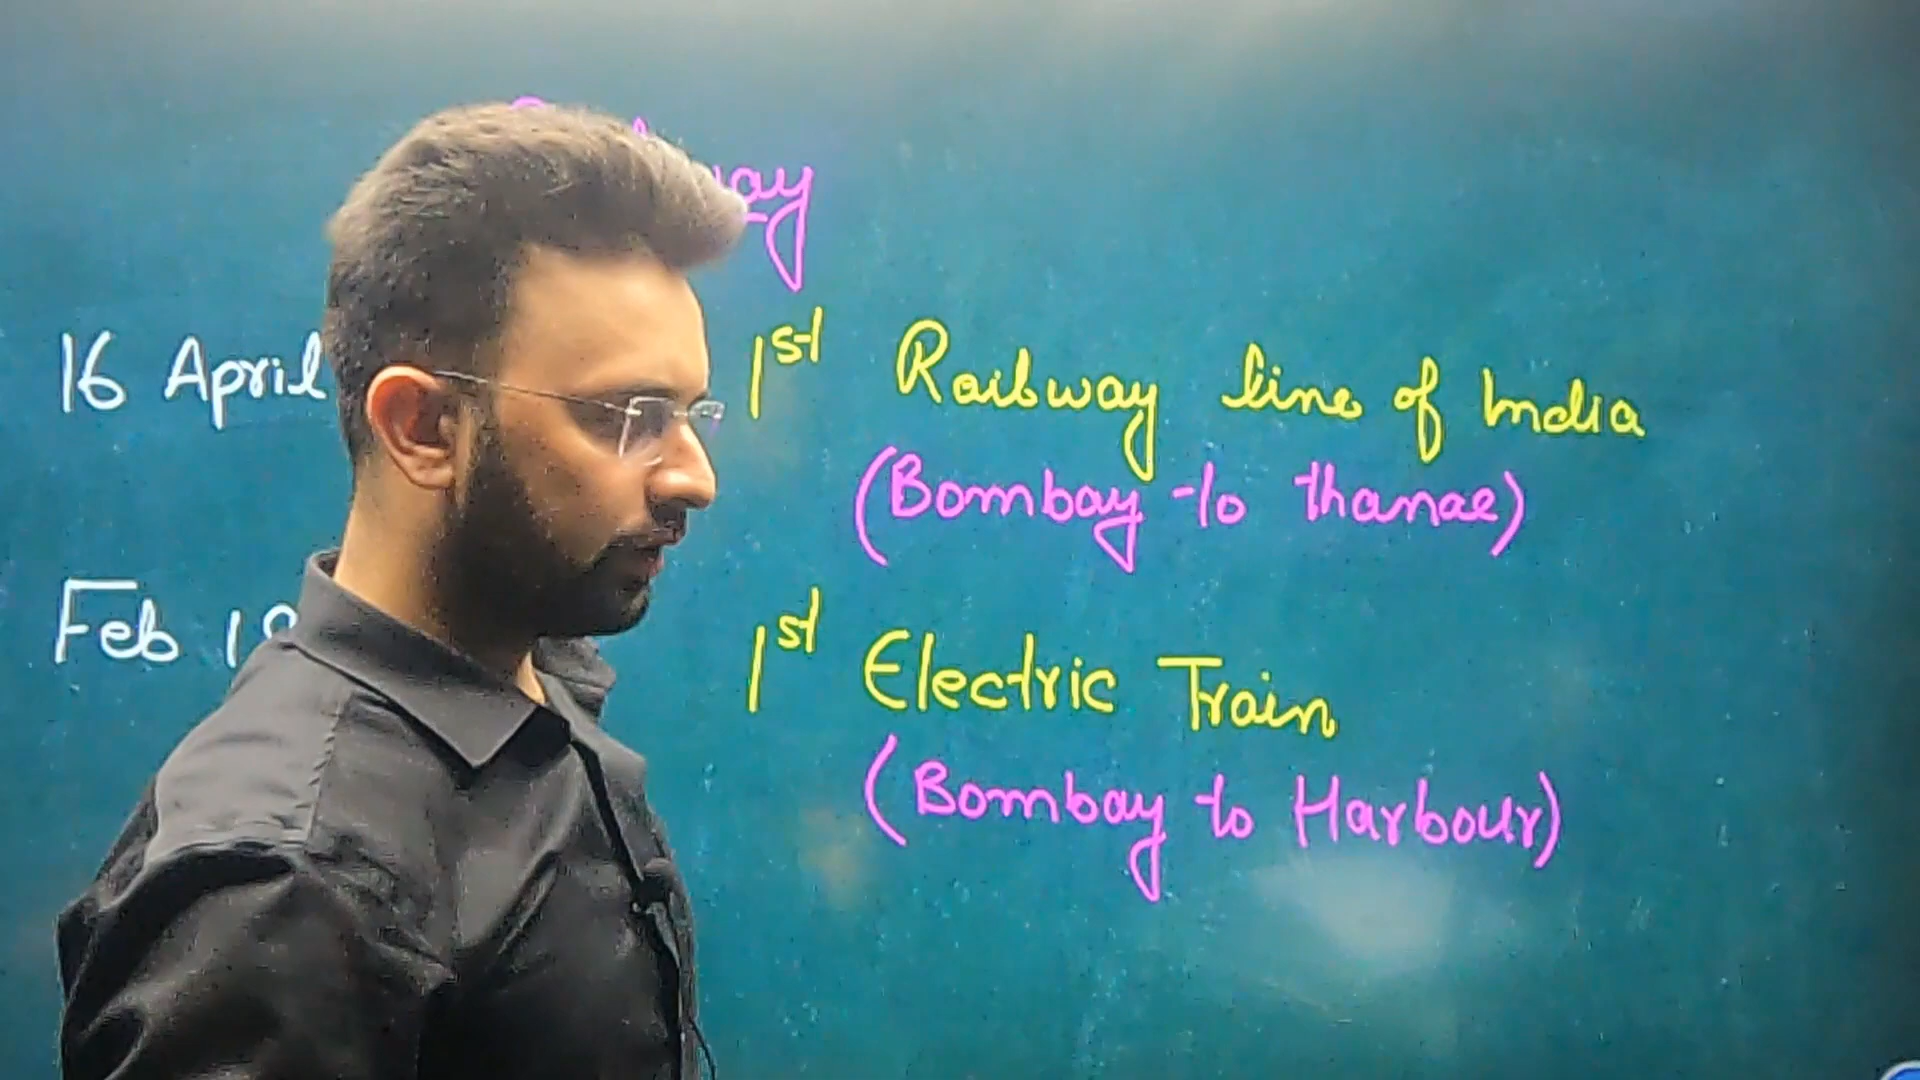 16 April 1st Railway line of India
(Bombay to thanae)
Feb 1st Electric Train
(Bombay to Harbour)